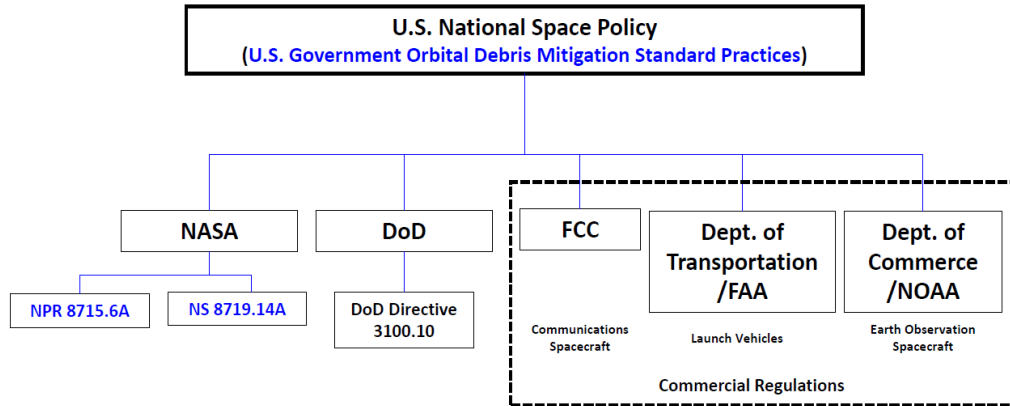 U.S. National Space Policy
(U.S. Government Orbital Debris Mitigation Standard Practices)
NASA
DoD
FCC
Dept. of
Transportation
/FAA
Dept. of
Commerce
/NOAA
NPR 8715.6A
NS 8719.14A
DoD Directive
3100.10
Communications
Spacecraft
Launch Vehicles
Earth Observation
Spacecraft
Commercial Regulations